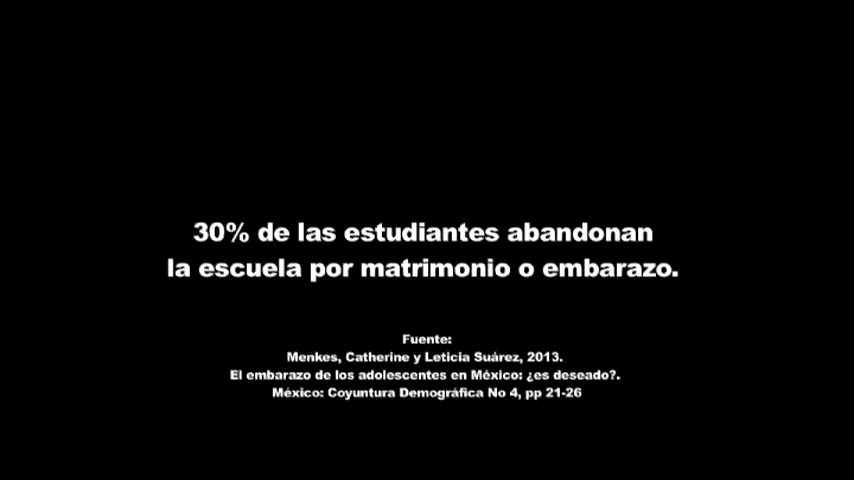 30% de las estudiantes abandonan
la escuela por matrimonio o embarazo.
Fuente:
Menkes, Catherine y Leticia Suárez, 2013.
El embarazo de los adolescentes en México: ¿es deseado?.
México: Coyuntura Demográfica No 4, pp 21-26